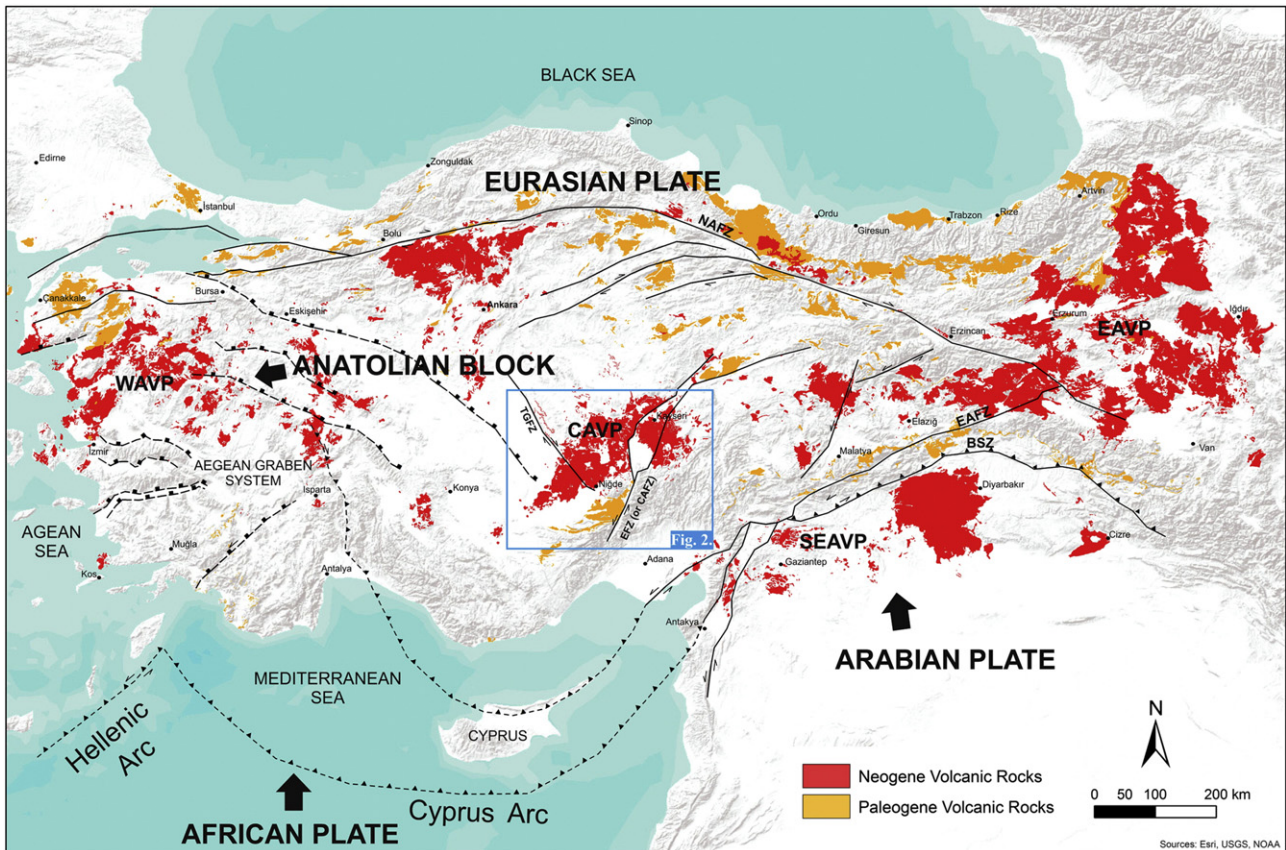 BLACK SEA
Sinop
Edirne
Zonguldak
EURASIAN PLATE
Artvin
İstanbul
Ordu
Trabzon
Rize
Giresun
NAFZ
Bolu
Bursa
Çanakkale
Ankara
Eskişehir
Erzurum
Iğdır
Erzincan
EAVP
ANATOLIAN BLOCK
WAVP
TGFZ
CAVP
Kayseri
Elazığ
EAFZ
BSZ
Van
Malatya
İzmir
AEGEAN GRABEN
SYSTEM
Isparta
Konya
Niğde
EFZ (or CAFZ)
Diyarbakır
AGEAN
SEA
Fig. 2.
SEAVP
Cizre
Muğla
Kos
Antalya
Adana
Gaziantep
Antakya
ARABIAN PLATE
MEDITERRANEAN
SEA
Hellenic
Arc
CYPRUS
N
Neogene Volcanic Rocks
Paleogene Volcanic Rocks
0 50 100 200 km
Cyprus Arc
AFRICAN PLATE
Sources: Esri, USGS, NOAA